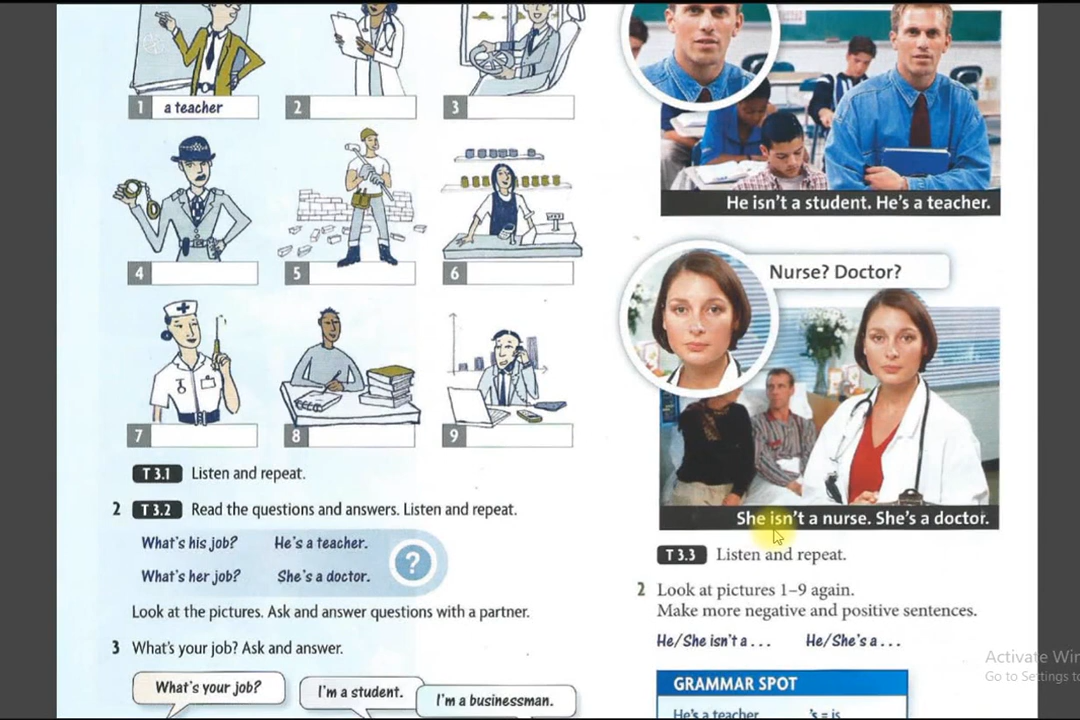 1 a teacher
2
3
4
5
6
7
8
9
T 3.1 Listen and repeat.
2 T 3.2 Read the questions and answers. Listen and repeat.
What's his job? He's a teacher.
What's her job? She's a doctor.
?
Look at the pictures. Ask and answer questions with a partner.
3 What's your job? Ask and answer.
What's your job?
I'm a student.
I'm a businessman.
He isn't a student. He's a teacher.
Nurse? Doctor?
She isn't a nurse. She's a doctor.
T 3.3 Listen and repeat.
2 Look at pictures 1–9 again.
Make more negative and positive sentences.
He/She isn't a . . . He/She's a . . .
GRAMMAR SPOT
He's a teacher 's = is
Activate Win
Go to Settings to